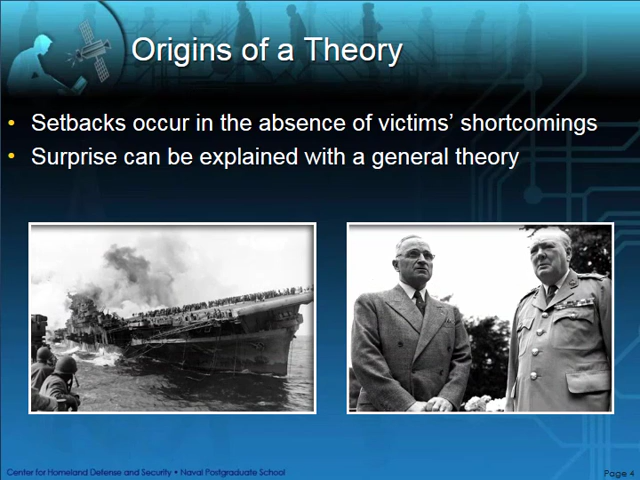 Origins of a Theory
• Setbacks occur in the absence of victims' shortcomings
• Surprise can be explained with a general theory
Center for Homeland Defense and Security • Naval Postgraduate School
Page 4